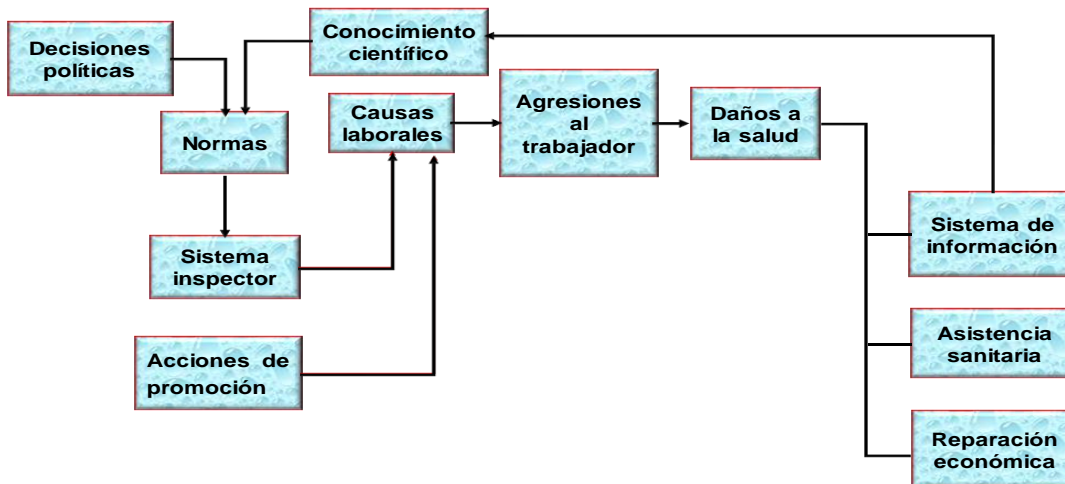 Decisiones
políticas
Conocimiento
científico
Normas
Causas
laborales
Agresiones
al
trabajador
Daños a
la salud
Sistema
inspector
Sistema de
información
Acciones de
promoción
Asistencia
sanitaria
Reparación
económica